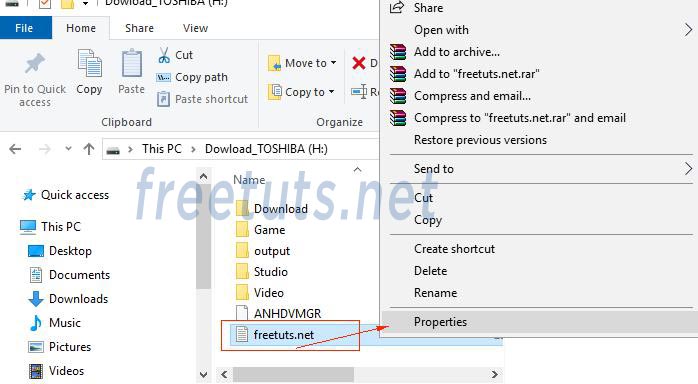 Dowload_TOSHIBA (H:)
File
Home
Share
View
Pin to Quick
access
Copy
Paste
Cut
Copy path
Paste shortcut
Clipboard
Move to
Copy to
D
Re
Organize
This PC > Dowload_TOSHIBA (H:)
Quick access
This PC
Desktop
Documents
Downloads
Music
Pictures
Videos
Name
Download
Game
output
Studio
Video
ANHDVMGR
freetuts.net
freetuts.net
Share
Open with
Add to archive...
Add to "freetuts.net.rar"
Compress and email...
Compress to "freetuts.net.rar" and email
Restore previous versions
Send to
Cut
Copy
Create shortcut
Delete
Rename
Properties